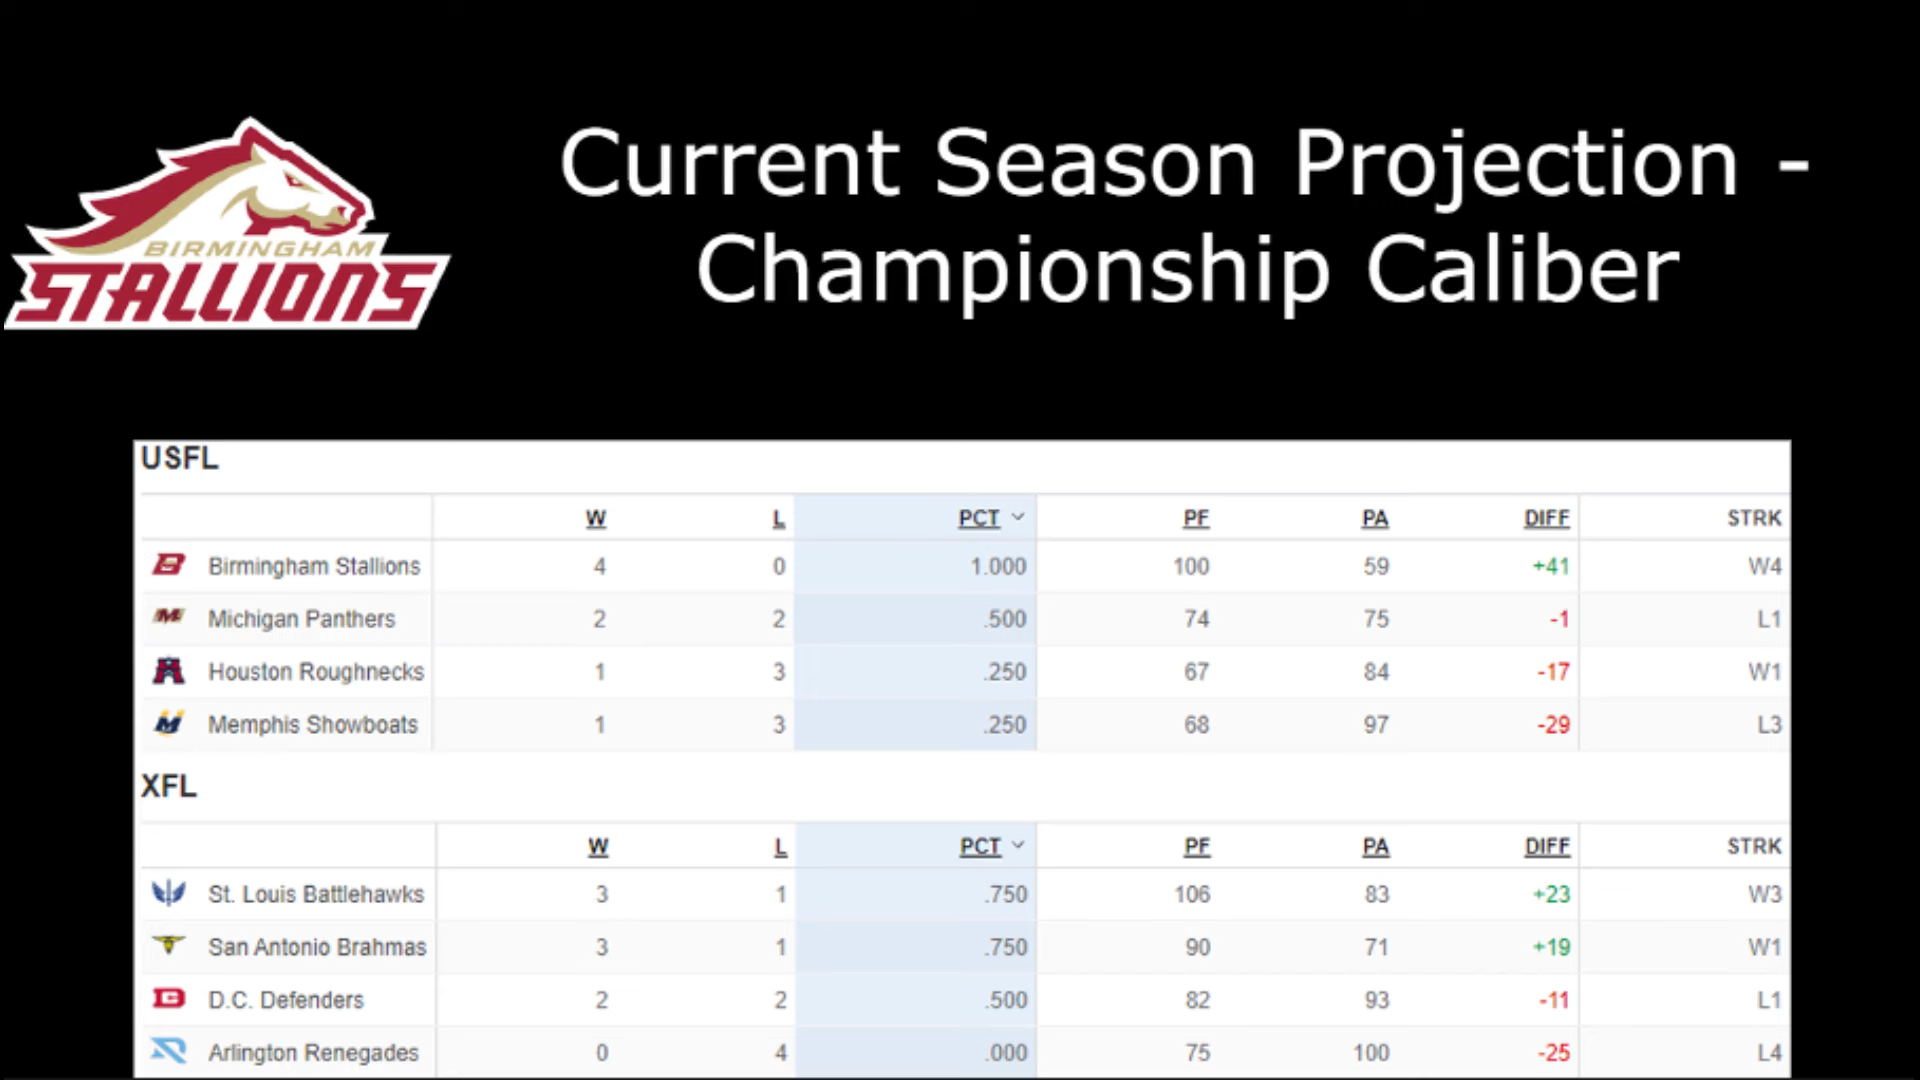 BIRMINGHAM
STALLIONS
Current Season Projection -
Championship Caliber
USFL
W L PCT PF PA DIFF STRK
Birmingham Stallions 4 0 1.000 100 59 +41 W4
Michigan Panthers 2 2 .500 74 75 -1 L1
Houston Roughnecks 1 3 .250 67 84 -17 W1
Memphis Showboats 1 3 .250 68 97 -29 L3
XFL
W L PCT PF PA DIFF STRK
St. Louis Battlehawks 3 1 .750 106 83 +23 W3
San Antonio Brahmas 3 1 .750 90 71 +19 W1
D.C. Defenders 2 2 .500 82 93 -11 L1
Arlington Renegades 0 4 .000 75 100 -25 L4